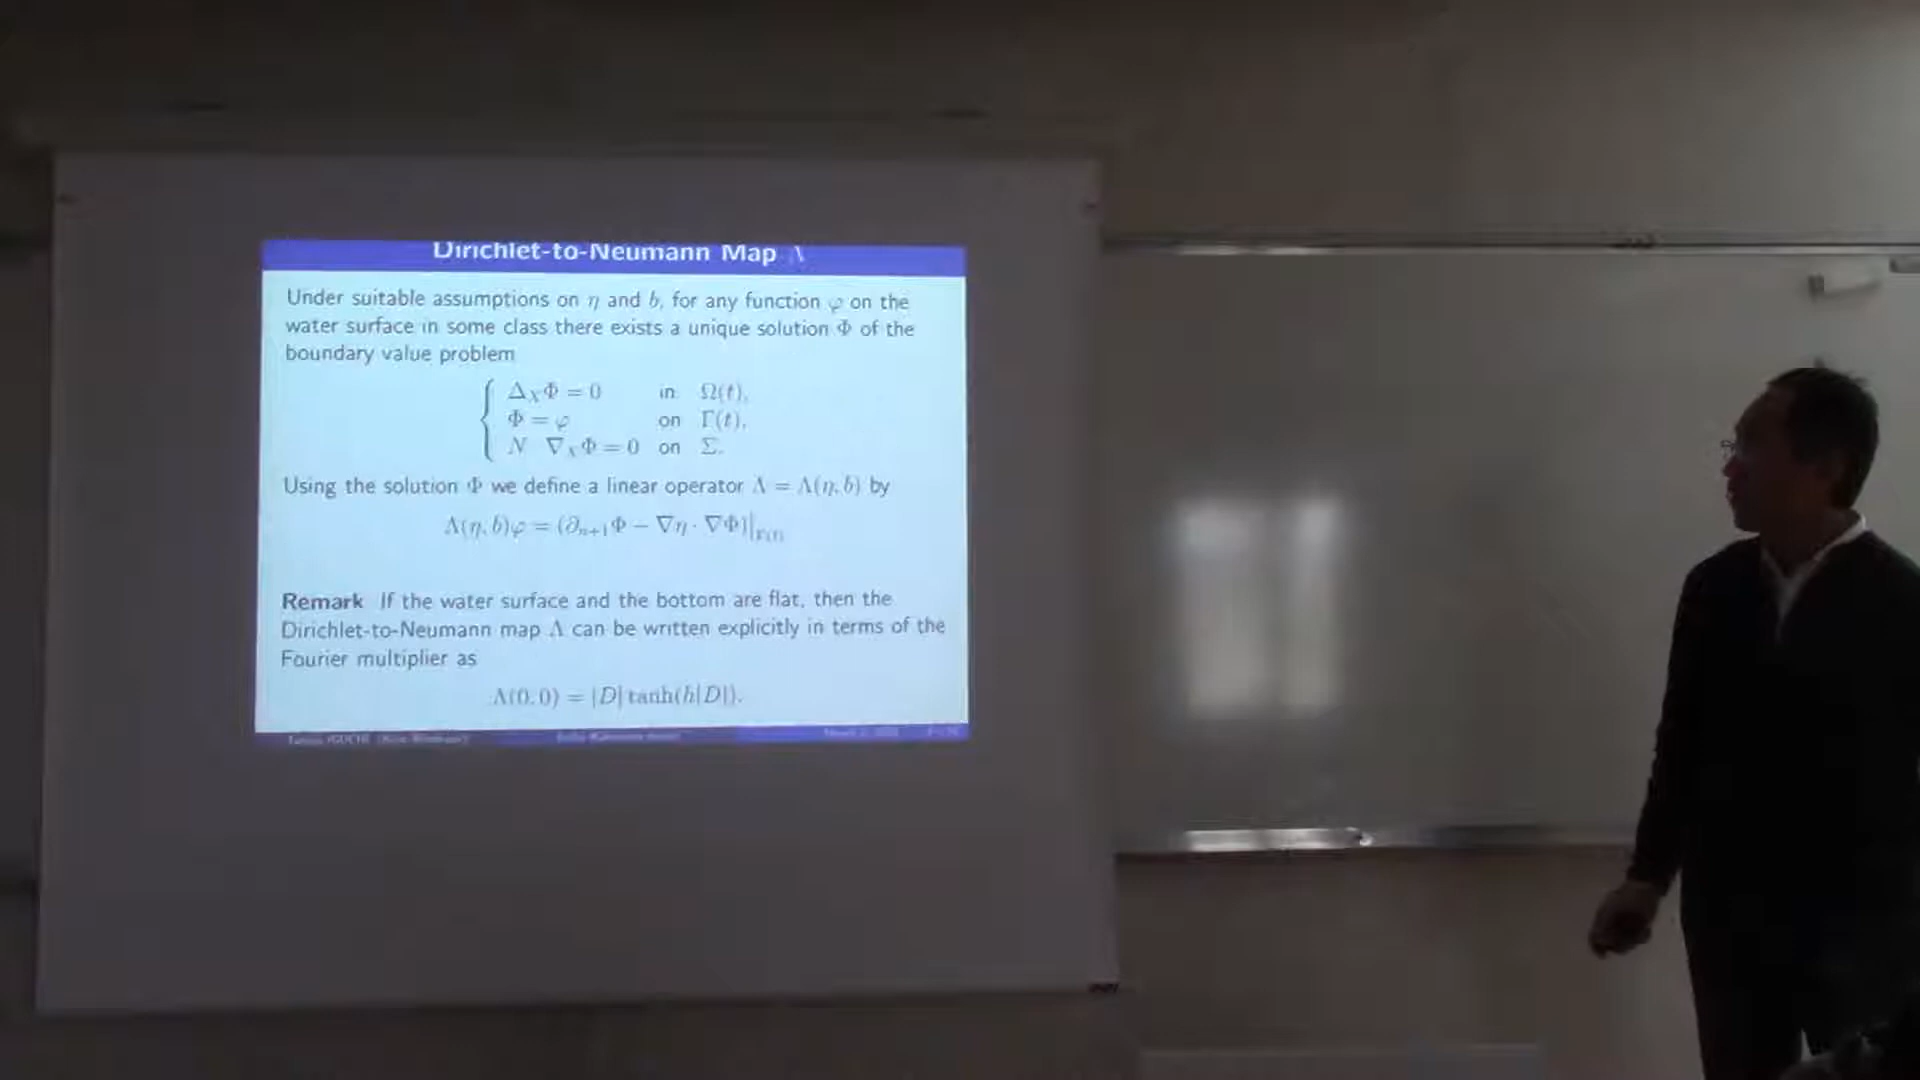 Dirichlet-to-Neumann Map Λ
Under suitable assumptions on η and b, for any function φ on the
water surface in some class there exists a unique solution Φ of the
boundary value problem
Δ_X Φ = 0 in Ω(t),
Φ = φ on Γ(t),
N · ∇_X Φ = 0 on Σ.
Using the solution Φ we define a linear operator Λ = Λ(η, b) by
Λ(η, b)φ = (∂_{n+1}Φ − ∇η · ∇Φ)|_{Γ(t)}
Remark If the water surface and the bottom are flat, then the
Dirichlet-to-Neumann map Λ can be written explicitly in terms of the
Fourier multiplier as
Λ(0, 0) = |D| tanh(h|D|).